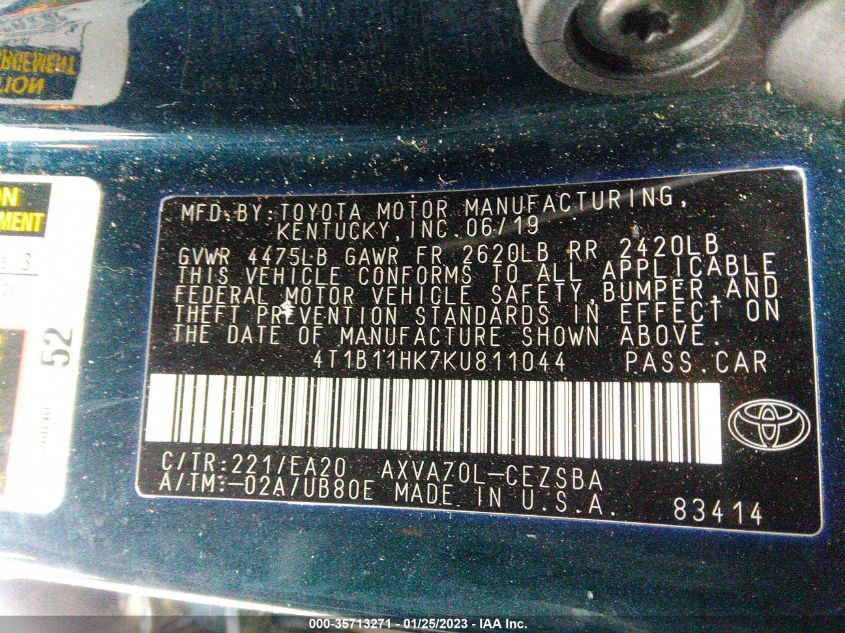 MFD.BY:TOYOTA MOTOR MANUFACTURING,
KENTUCKY,INC.06/19
GVWR 4475LB GAWR FR 2620LB RR 2420LB
THIS VEHICLE CONFORMS TO ALL APPLICABLE
FEDERAL MOTOR VEHICLE SAFETY,BUMPER,AND
THEFT PREVENTION STANDARDS IN EFFECT ON
THE DATE OF MANUFACTURE SHOWN ABOVE.
4T1B11HK7KU811044 PASS.CAR
C/TR:221/EA20 AXVA70L-CEZSBA
A/TM:-02A/UB80E MADE IN U.S.A.
83414
52
000-35713271 - 01/25/2023 - IAA Inc.